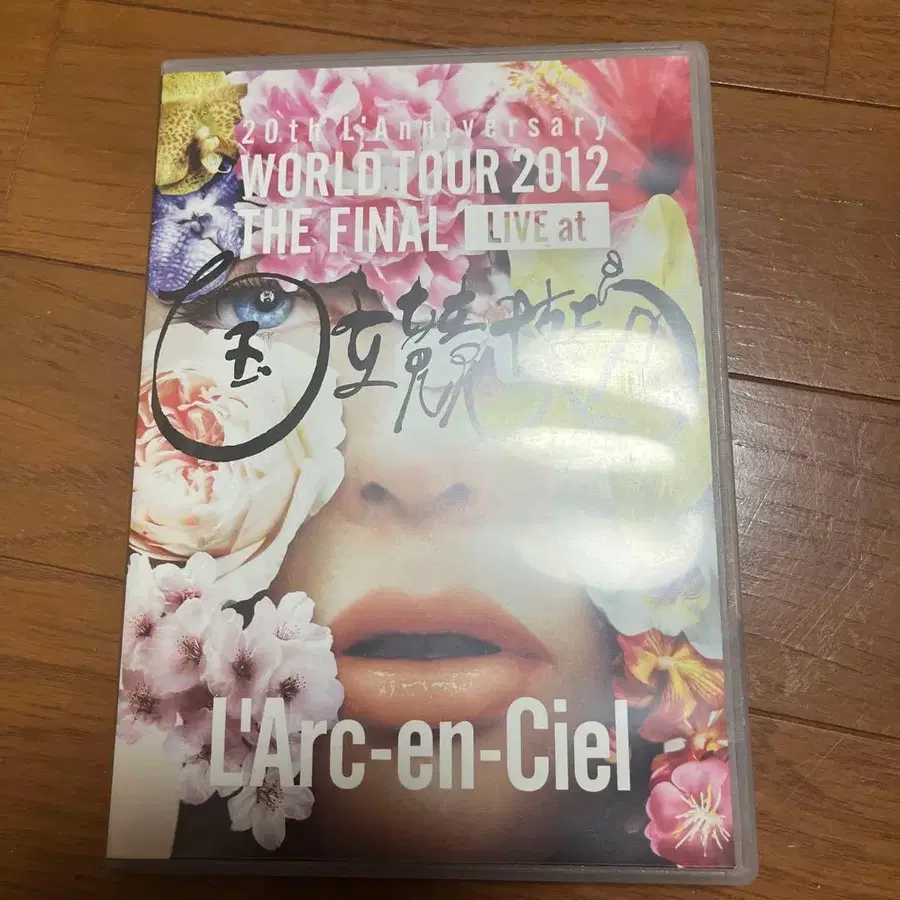 20th L'Anniversary
WORLD TOUR 2012
THE FINAL LIVE at
国立競技場
L'Arc-en-Ciel